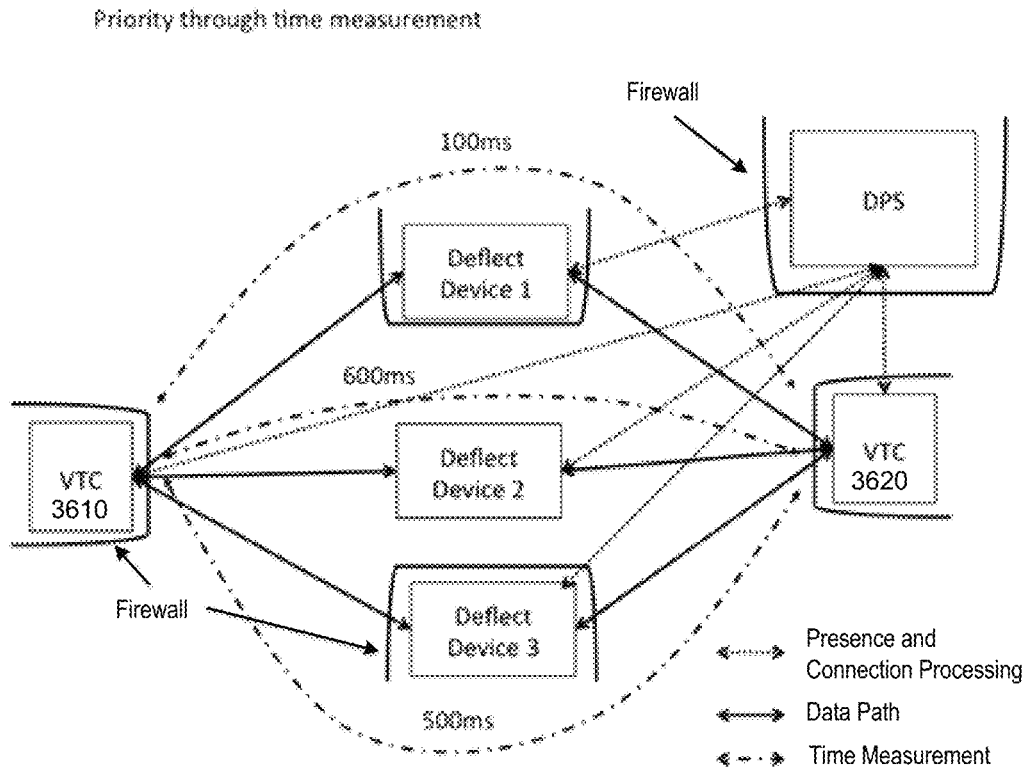 Priority through time measurement
Firewall
100ms
DPS
Deflect
Device 1
600ms
VTC
3610
Deflect
Device 2
VTC
3620
Firewall
Deflect
Device 3
500ms
Presence and
Connection Processing
Data Path
Time Measurement